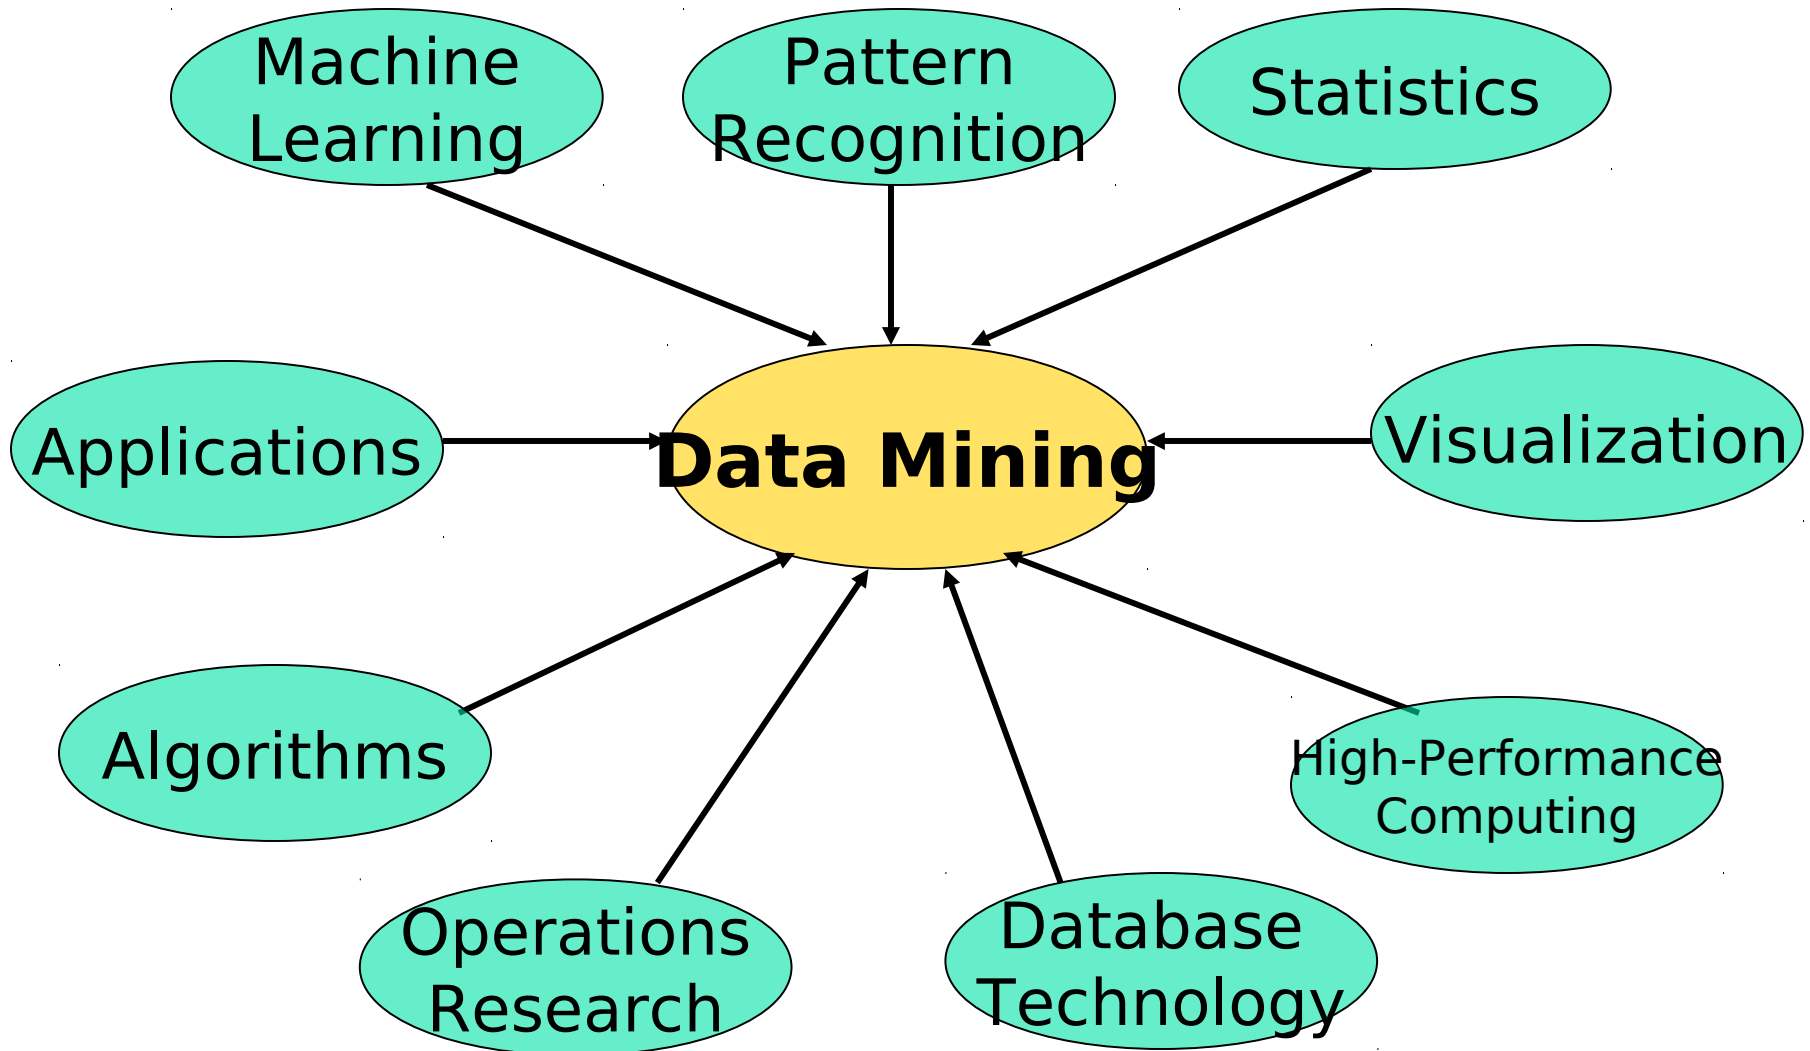 Machine
Learning
Pattern
Recognition
Statistics
Applications
Data Mining
Visualization
Algorithms
High-Performance
Computing
Operations
Research
Database
Technology